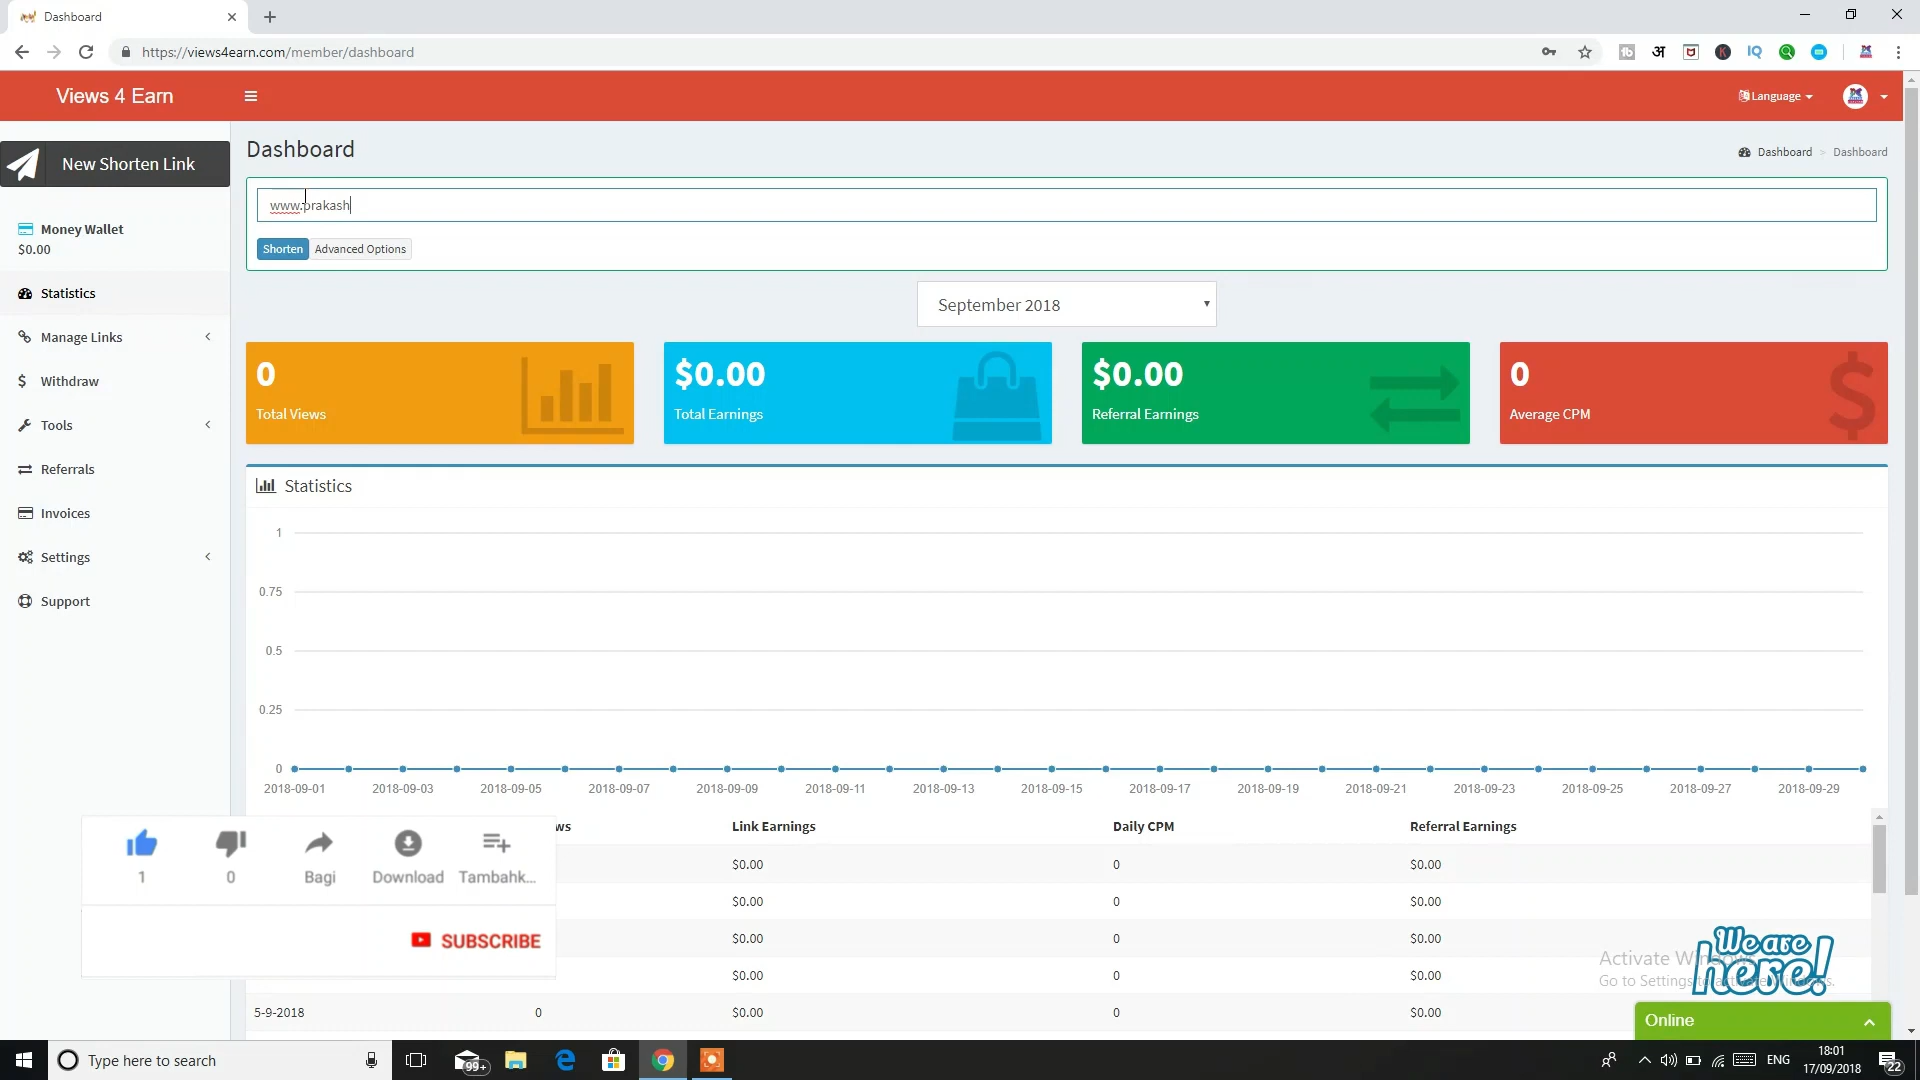 Dashboard
https://views4earn.com/member/dashboard
Views 4 Earn
Language
New Shorten Link
Dashboard
Dashboard > Dashboard
www.prakash
Shorten Advanced Options
Money Wallet
$0.00
Statistics
Manage Links
Withdraw
Tools
Referrals
Invoices
Settings
Support
September 2018
0
Total Views
$0.00
Total Earnings
$0.00
Referral Earnings
0
Average CPM
Statistics
1
0.75
0.5
0.25
0
2018-09-01 2018-09-03 2018-09-05 2018-09-07 2018-09-09 2018-09-11 2018-09-13 2018-09-15 2018-09-17 2018-09-19 2018-09-21 2018-09-23 2018-09-25 2018-09-27 2018-09-29
ws Link Earnings Daily CPM Referral Earnings
$0.00 0 $0.00
$0.00 0 $0.00
$0.00 0 $0.00
$0.00 0 $0.00
5-9-2018 0 $0.00 0 $0.00
1 0 Bagi Download Tambahk...
SUBSCRIBE
Activate Windows
Go to Settings to activate Windows.
We are
here!
Online
Type here to search
99+
ENG
18:01
17/09/2018
22